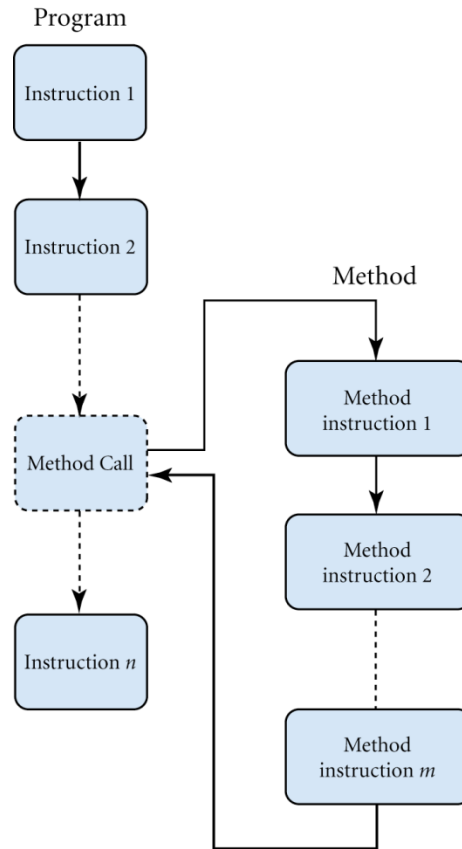 Program
Instruction 1
Instruction 2
Method Call
Instruction n
Method
Method
instruction 1
Method
instruction 2
Method
instruction m